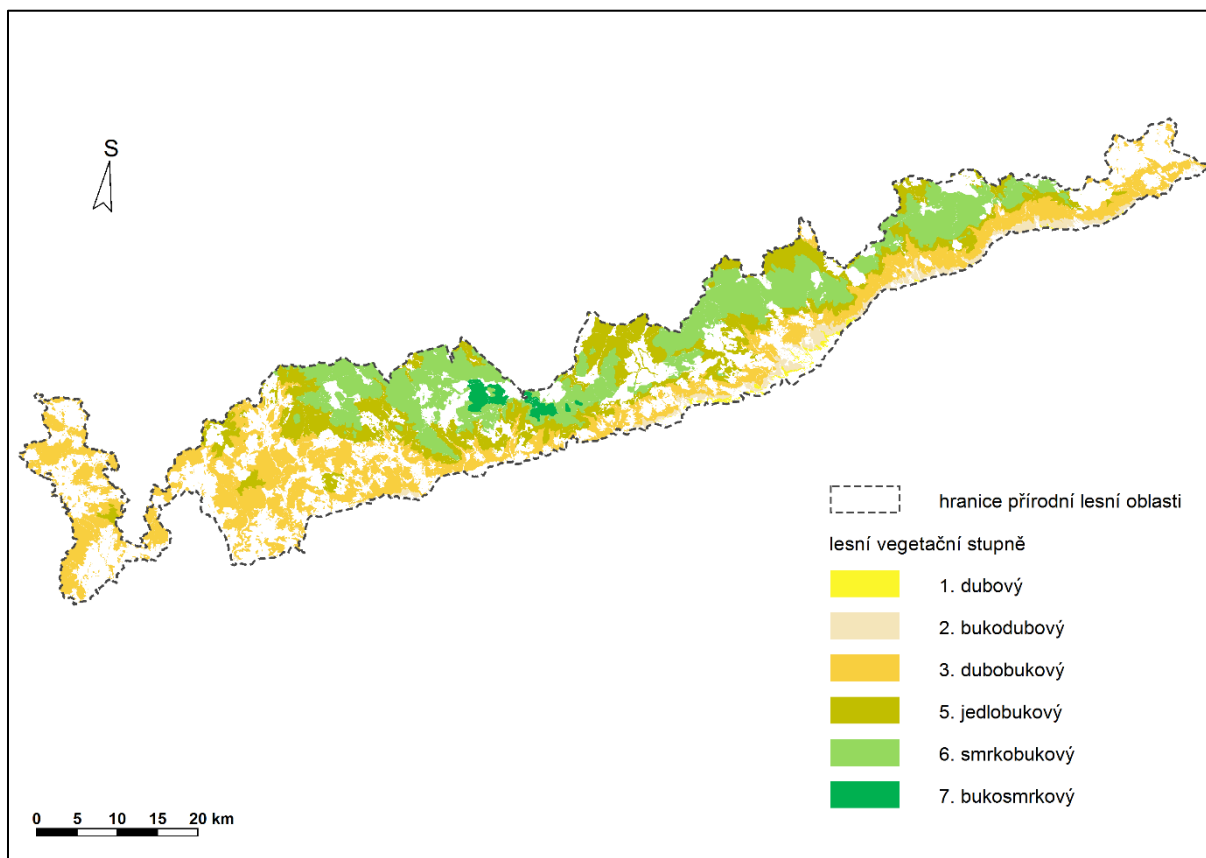 S
hranice přírodní lesní oblasti
lesní vegetační stupně
1. dubový
2. bukodubový
3. dubobukový
5. jedlobukový
6. smrkobukový
7. bukosmrkový
0 5 10 15 20 km